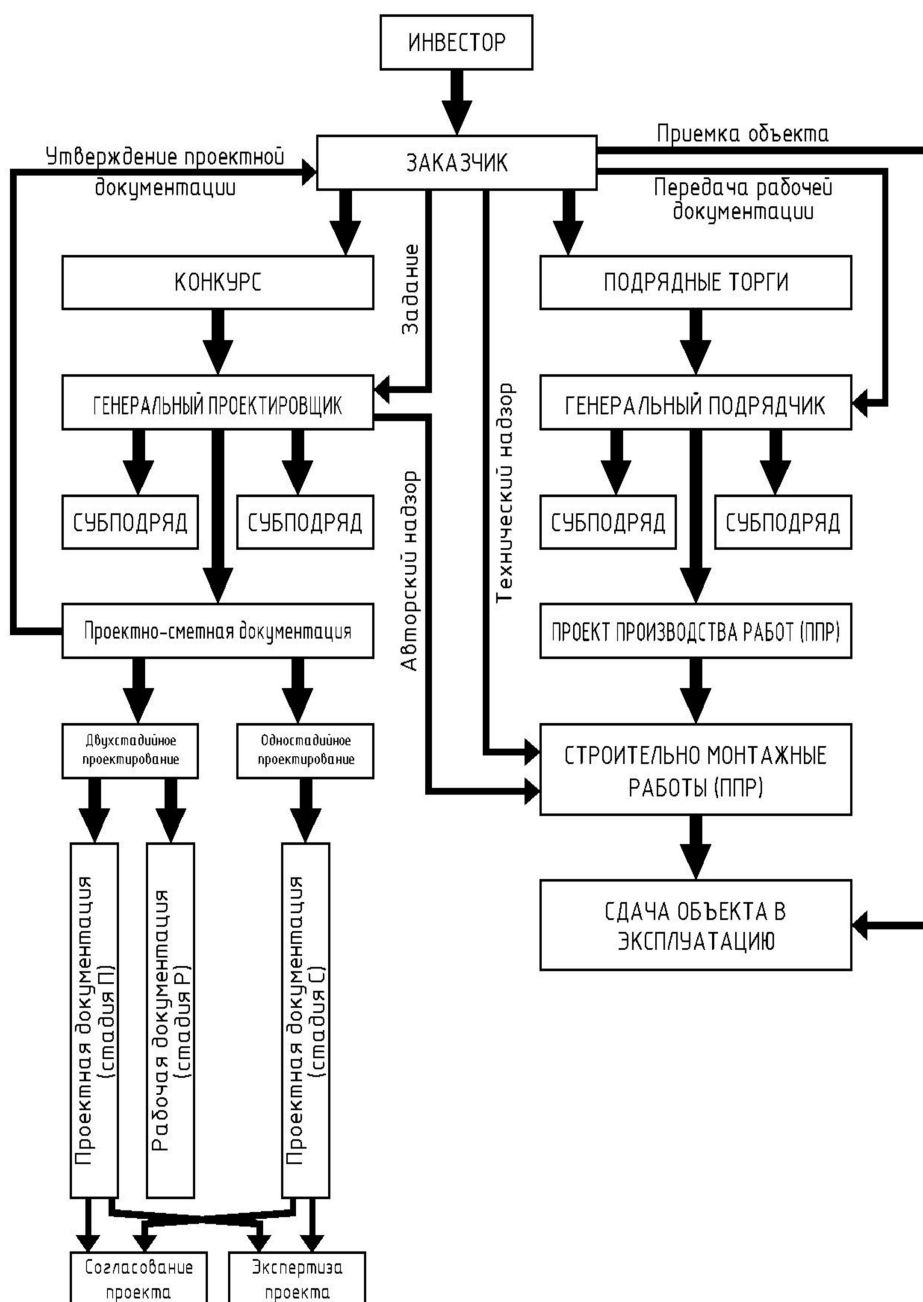 ИНВЕСТОР
Утверждение проектной
документации
ЗАКАЗЧИК
Приемка объекта
Передача рабочей
документации
КОНКУРС
Задание
ПОДРЯДНЫЕ ТОРГИ
ГЕНЕРАЛЬНЫЙ ПРОЕКТИРОВЩИК
ГЕНЕРАЛЬНЫЙ ПОДРЯДЧИК
СУБПОДРЯД
СУБПОДРЯД
Авторский надзор
Технический надзор
СУБПОДРЯД
СУБПОДРЯД
Проектно-сметная документация
ПРОЕКТ ПРОИЗВОДСТВА РАБОТ (ППР)
Двухстадийное
проектирование
Одностадийное
проектирование
СТРОИТЕЛЬНО МОНТАЖНЫЕ
РАБОТЫ (ППР)
Проектная документация
(стадия П)
Рабочая документация
(стадия Р)
Проектная документация
(стадия С)
СДАЧА ОБЪЕКТА В
ЭКСПЛУАТАЦИЮ
Согласование
проекта
Экспертиза
проекта